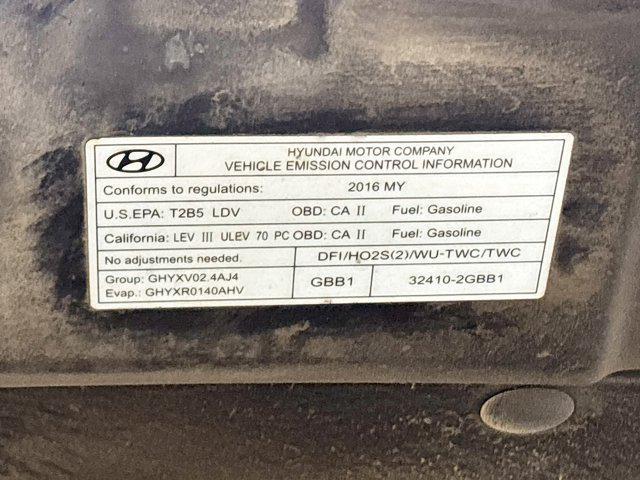 HYUNDAI MOTOR COMPANY
VEHICLE EMISSION CONTROL INFORMATION
Conforms to regulations: 2016 MY
U.S.EPA: T2B5 LDV OBD: CA II Fuel: Gasoline
California: LEV III ULEV 70 PC OBD: CA II Fuel: Gasoline
No adjustments needed. DFI/HO2S(2)/WU-TWC/TWC
Group: GHYXV02.4AJ4
Evap.: GHYXR0140AHV
GBB1 32410-2GBB1